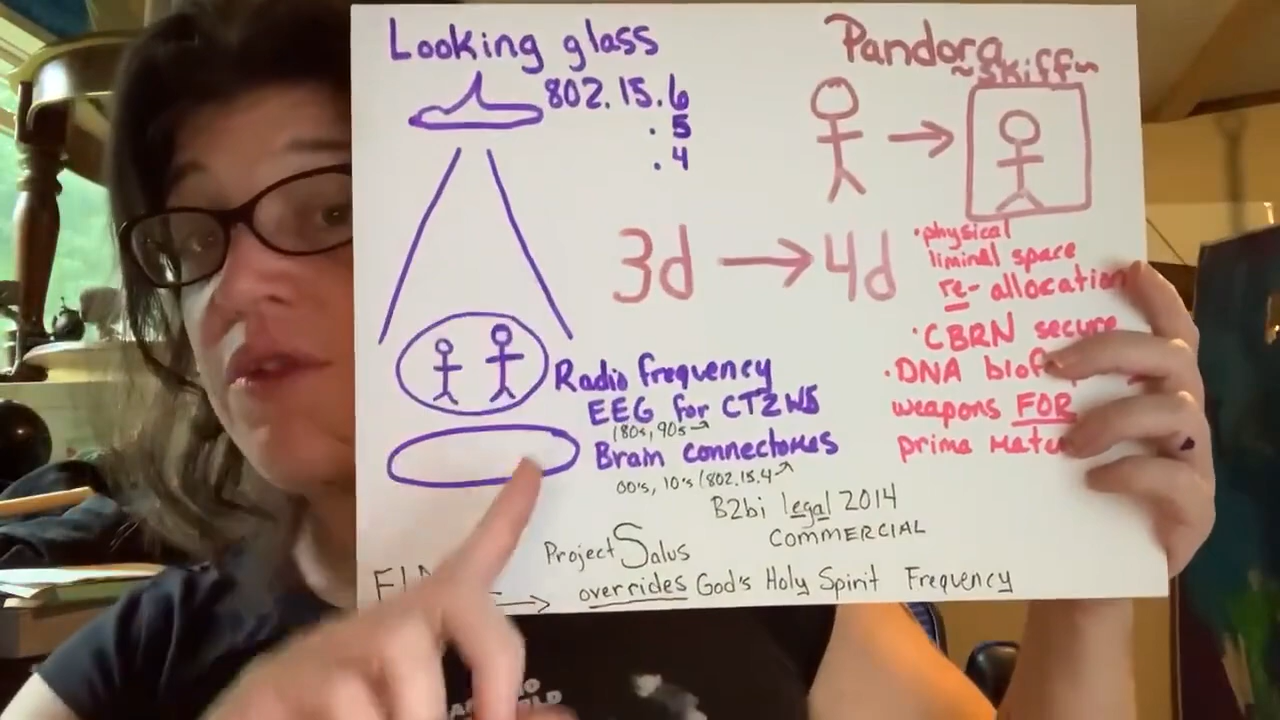 Looking glass
802.15.6
.5
.4
Radio frequency
EEG for CTZNS
(80s, 90s→
Brain connectomes
00's, 10's (802.15.4→
B2bi legal 2014
COMMERCIAL
Project Salus
overrides God's Holy Spirit Frequency
Pandora
~skiff~
3d → 4d
• physical
liminal space
re-allocation
• CBRN secure
• DNA
weapons FOR
prima